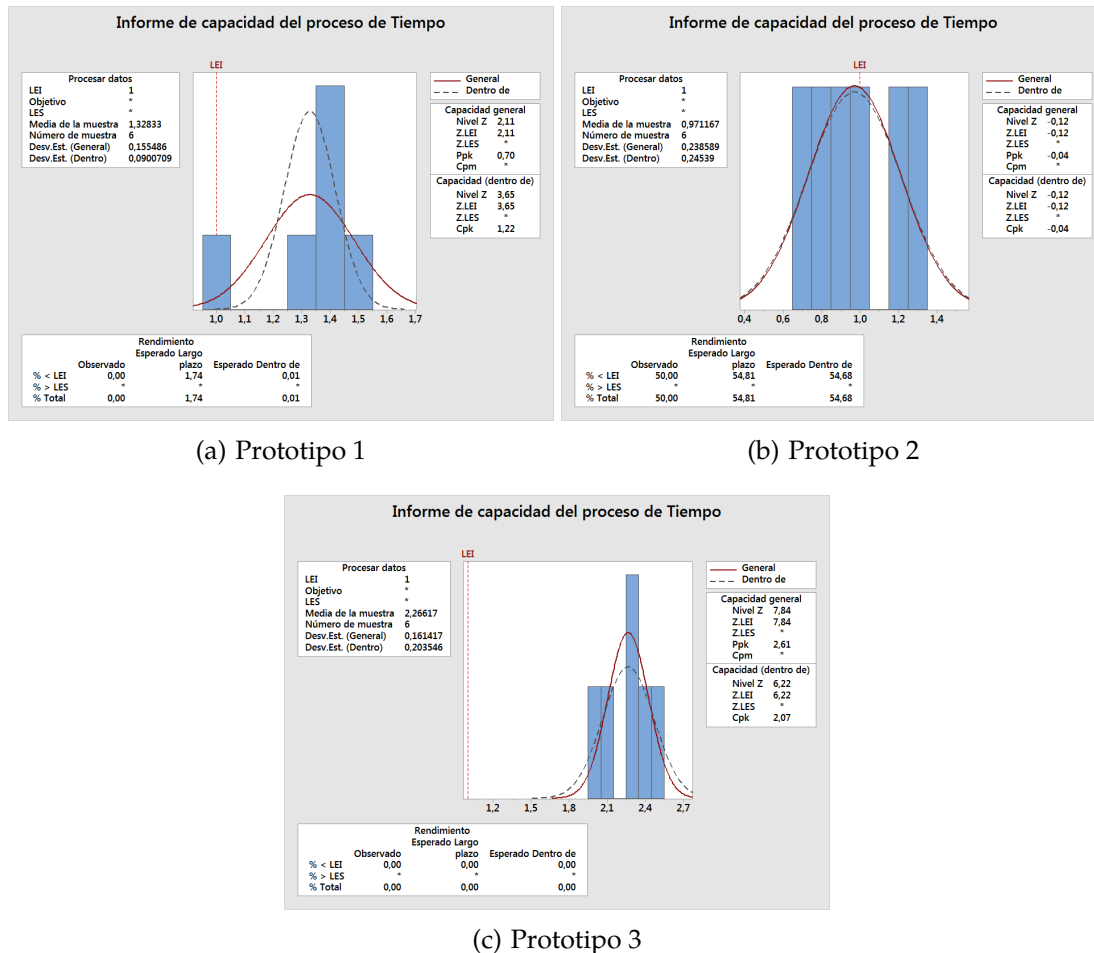 Informe de capacidad del proceso de Tiempo
LEI
Procesar datos
LEI 1
Objetivo *
LES *
Media de la muestra 1,32833
Número de muestra 6
Desv.Est. (General) 0,155486
Desv.Est. (Dentro) 0,0900709
General
Dentro de
Capacidad general
Nivel Z 2,11
Z.LEI 2,11
Z.LES *
Ppk 0,70
Cpm *
Capacidad (dentro de)
Nivel Z 3,65
Z.LEI 3,65
Z.LES *
Cpk 1,22
1,0 1,1 1,2 1,3 1,4 1,5 1,6 1,7
Rendimiento
Esperado Largo
Observado plazo Esperado Dentro de
% < LEI 0,00 1,74 0,01
% > LES * * *
% Total 0,00 1,74 0,01
(a) Prototipo 1
Informe de capacidad del proceso de Tiempo
LEI
Procesar datos
LEI 1
Objetivo *
LES *
Media de la muestra 0,971167
Número de muestra 6
Desv.Est. (General) 0,238589
Desv.Est. (Dentro) 0,24539
General
Dentro de
Capacidad general
Nivel Z -0,12
Z.LEI -0,12
Z.LES *
Ppk -0,04
Cpm *
Capacidad (dentro de)
Nivel Z -0,12
Z.LEI -0,12
Z.LES *
Cpk -0,04
0,4 0,6 0,8 1,0 1,2 1,4
Rendimiento
Esperado Largo
Observado plazo Esperado Dentro de
% < LEI 50,00 54,81 54,68
% > LES * * *
% Total 50,00 54,81 54,68
(b) Prototipo 2
Informe de capacidad del proceso de Tiempo
LEI
Procesar datos
LEI 1
Objetivo *
LES *
Media de la muestra 2,26617
Número de muestra 6
Desv.Est. (General) 0,161417
Desv.Est. (Dentro) 0,203546
General
Dentro de
Capacidad general
Nivel Z 7,84
Z.LEI 7,84
Z.LES *
Ppk 2,61
Cpm *
Capacidad (dentro de)
Nivel Z 6,22
Z.LEI 6,22
Z.LES *
Cpk 2,07
1,2 1,5 1,8 2,1 2,4 2,7
Rendimiento
Esperado Largo
Observado plazo Esperado Dentro de
% < LEI 0,00 0,00 0,00
% > LES * * *
% Total 0,00 0,00 0,00
(c) Prototipo 3